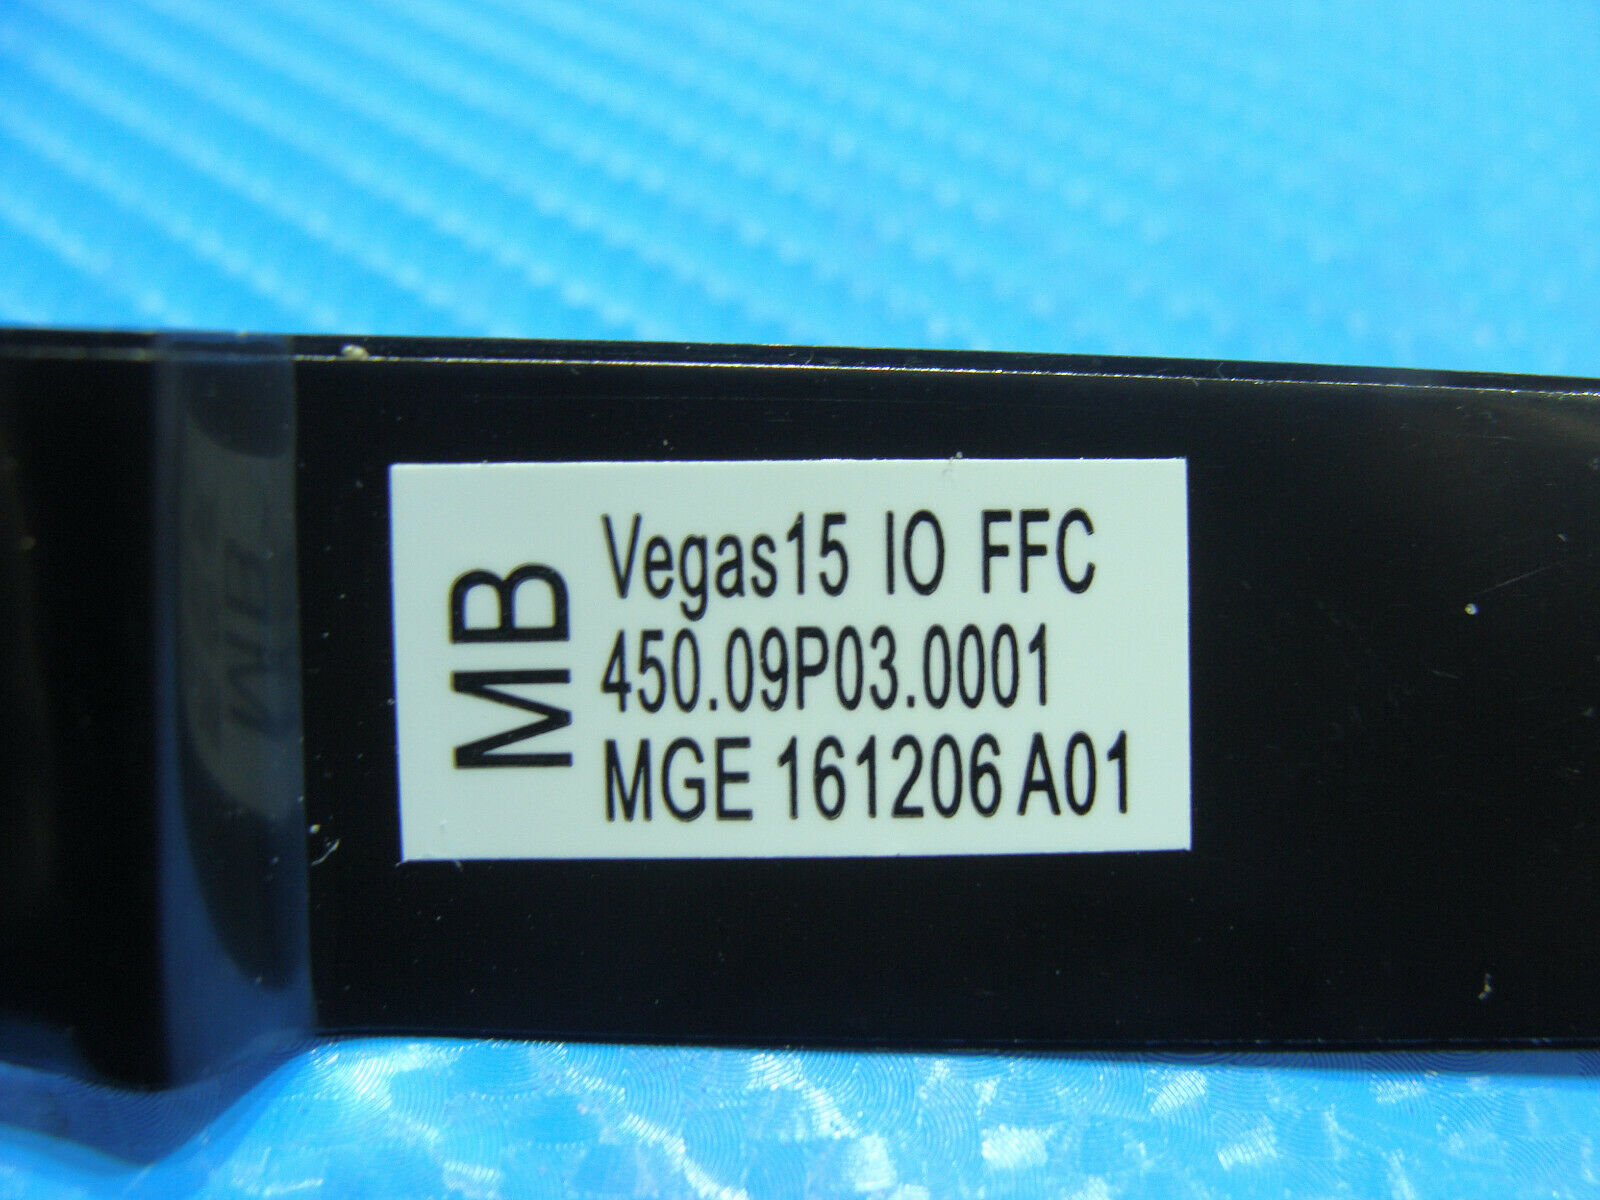 MB
Vegas15 IO FFC
450.09P03.0001
MGE 161206 A01